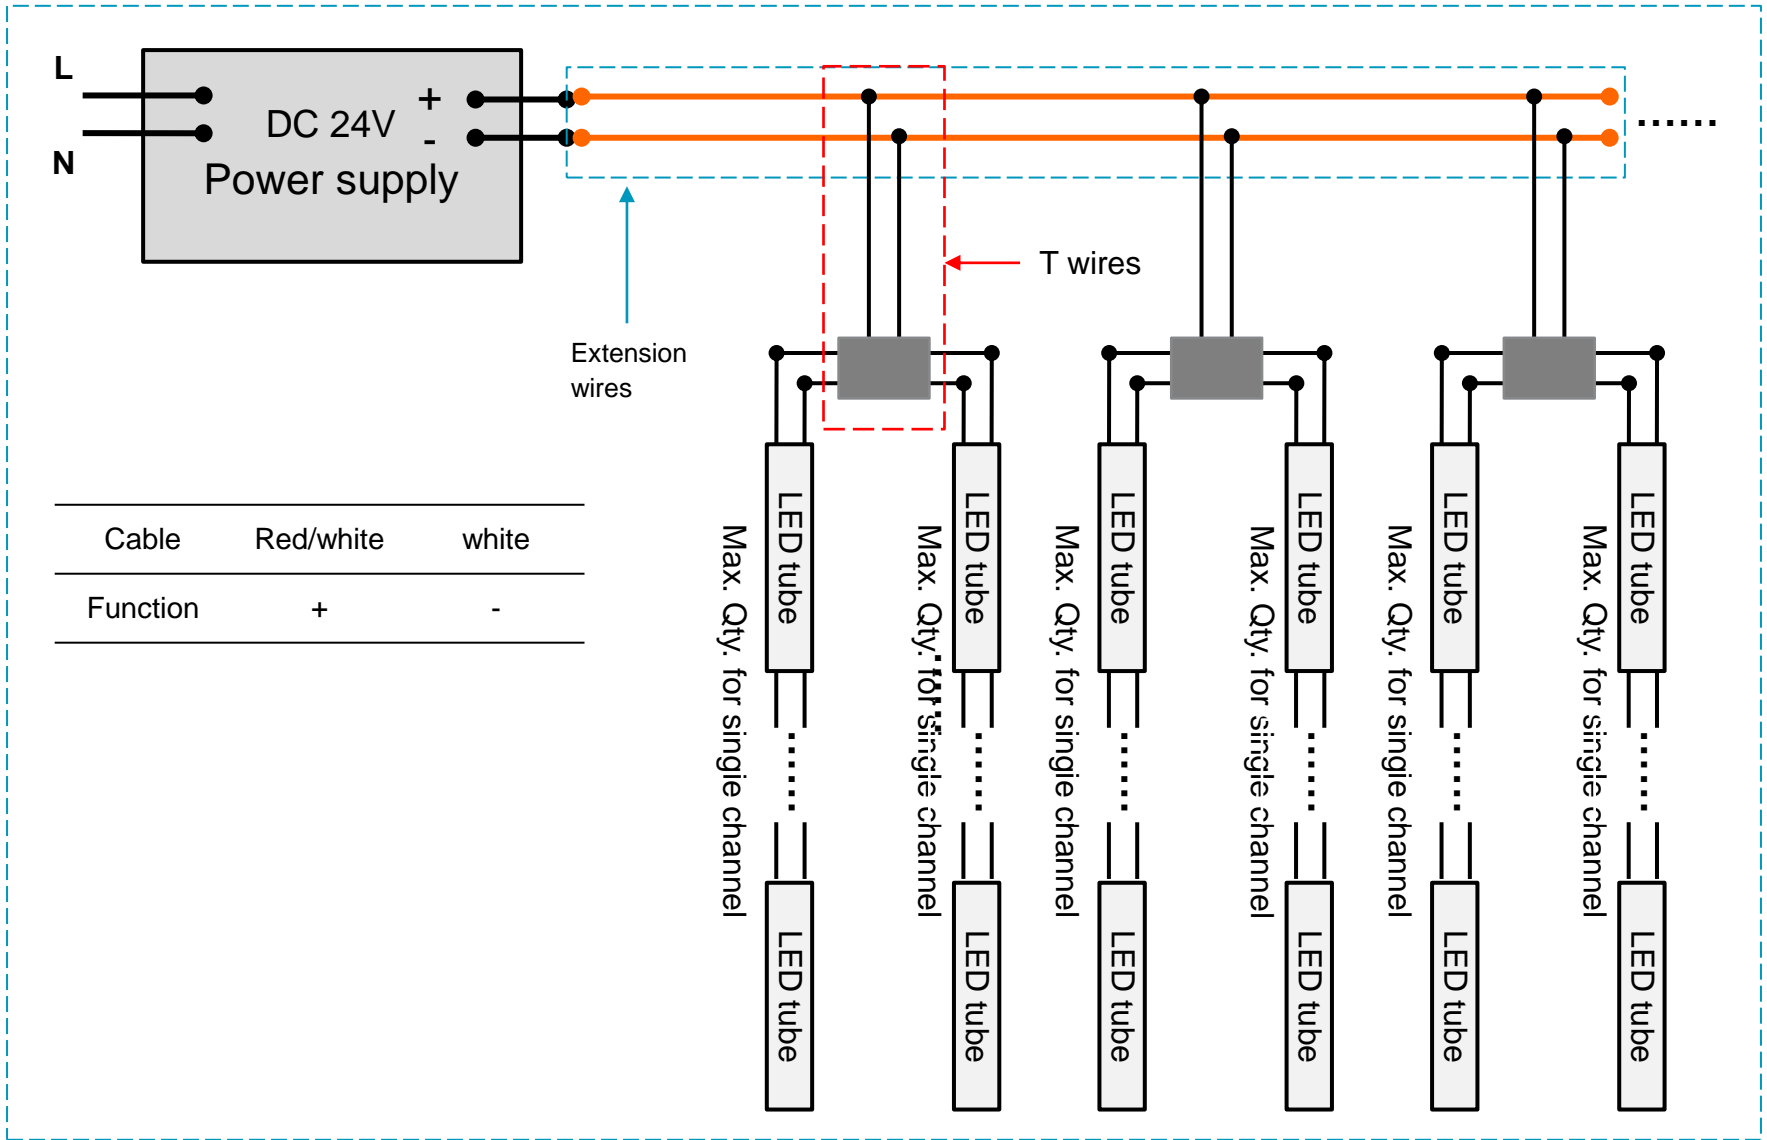 L
N
DC 24V
Power supply
+
-
......
T wires
Extension
wires
Cable Red/white white
Function + -
LED tube
LED tube
LED tube
LED tube
LED tube
LED tube
Max. Qty. for singie channel
Max. Qty. for single channel
Max. Qty. for singie channel
Max. Qty. for single channel
Max. Qty. for singie channel
Max. Qty. for single channel
......
......
......
......
......
......
......
LED tube
LED tube
LED tube
LED tube
LED tube
LED tube